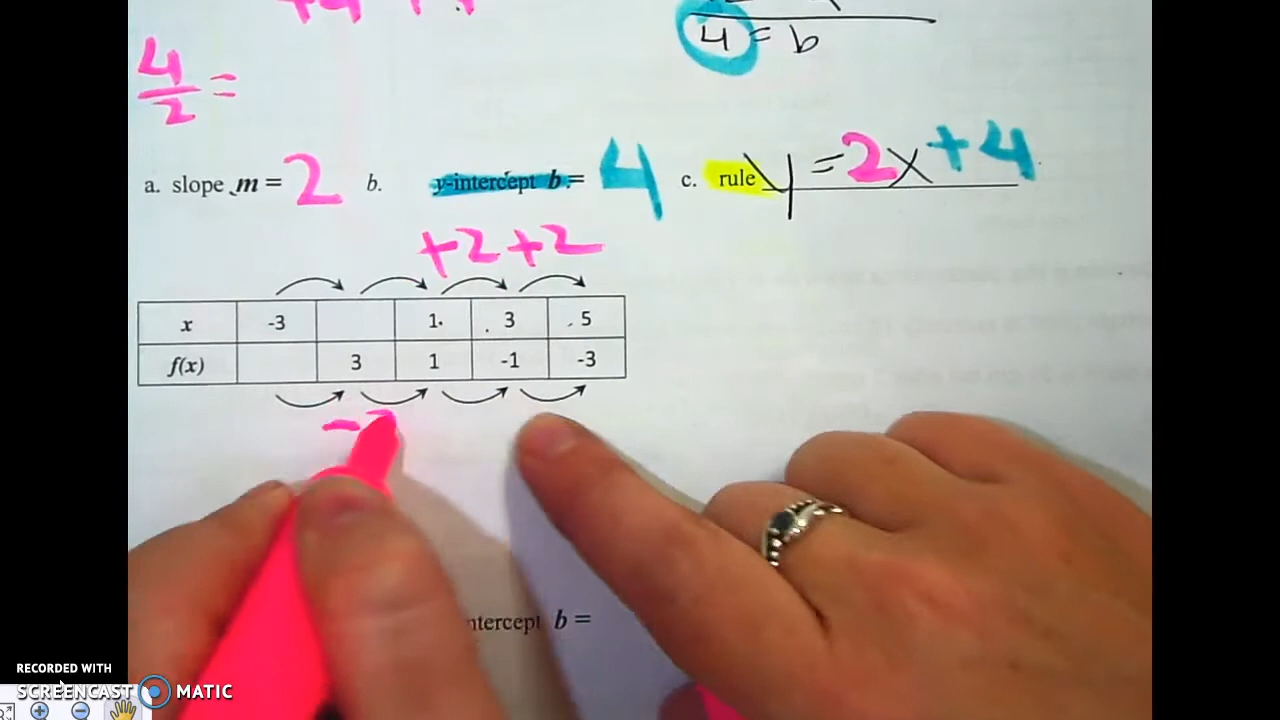 4 = b
4/2 =
a. slope m = 2 b. y-intercept b = 4 c. rule y = 2x + 4
+2 +2
x -3 1 3 5
f(x) 3 1 -1 -3
b =
RECORDED WITH
SCREENCAST MATIC